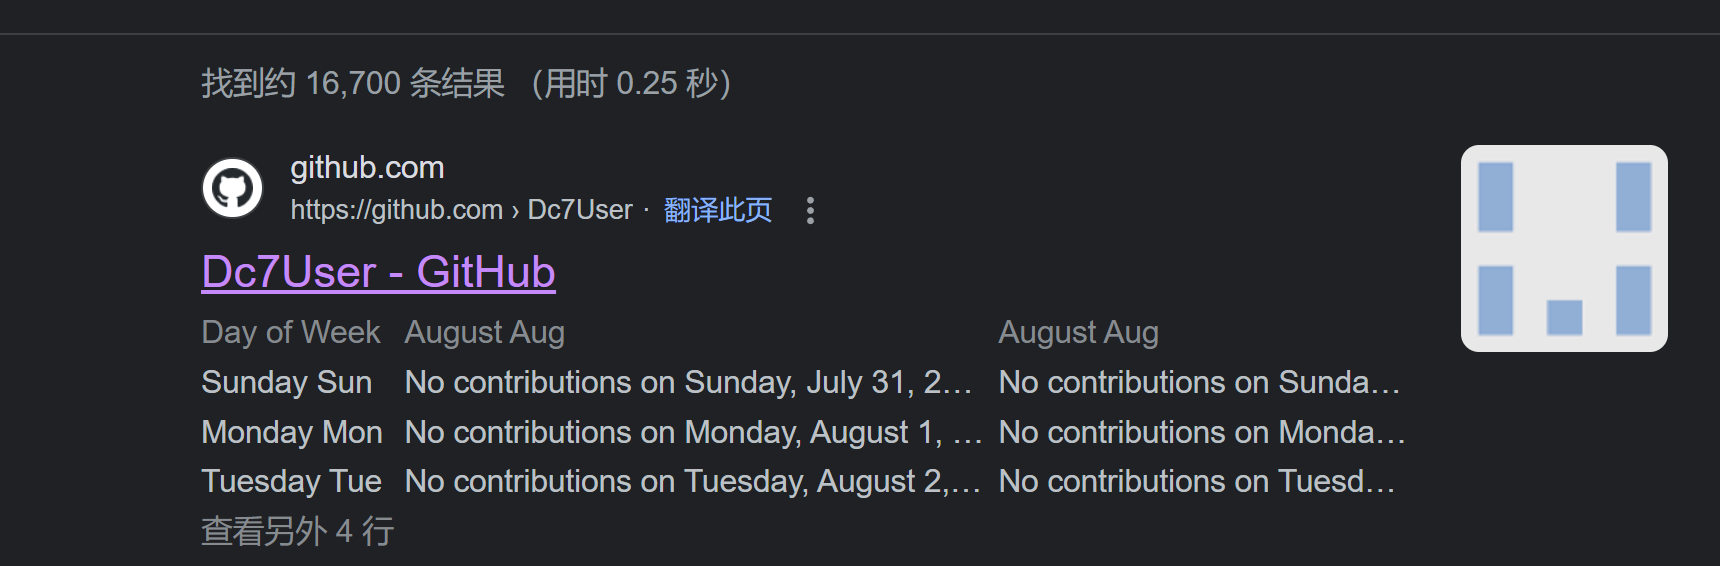 找到约 16,700 条结果 （用时 0.25 秒）
github.com
https://github.com › Dc7User · 翻译此页
Dc7User - GitHub
Day of Week August Aug August Aug
Sunday Sun No contributions on Sunday, July 31, 2… No contributions on Sunda…
Monday Mon No contributions on Monday, August 1, … No contributions on Monda…
Tuesday Tue No contributions on Tuesday, August 2,… No contributions on Tuesd…
查看另外 4 行